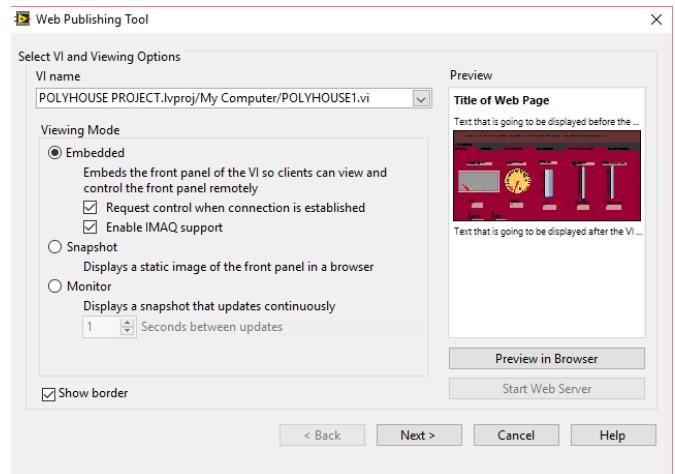 Web Publishing Tool
Select VI and Viewing Options
VI name
POLYHOUSE PROJECT.lvproj/My Computer/POLYHOUSE1.vi
Viewing Mode
Embedded
Embeds the front panel of the VI so clients can view and
control the front panel remotely
Request control when connection is established
Enable IMAQ support
Snapshot
Displays a static image of the front panel in a browser
Monitor
Displays a snapshot that updates continuously
1 Seconds between updates
Show border
Preview
Title of Web Page
Text that is going to be displayed before the ...
Text that is going to be displayed after the VI ...
Preview in Browser
Start Web Server
< Back Next > Cancel Help